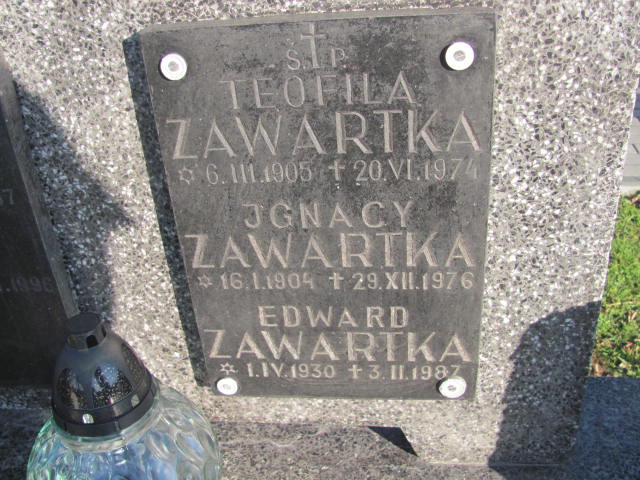 Ś † P
TEOFILA
ZAWARTKA
✡ 6.III.1905 † 20.VI.1974
JGNACY
ZAWARTKA
✡ 16.I.1904 † 29.XII.1976
EDWARD
ZAWARTKA
✡ 1.IV.1930 † 3.II.1987